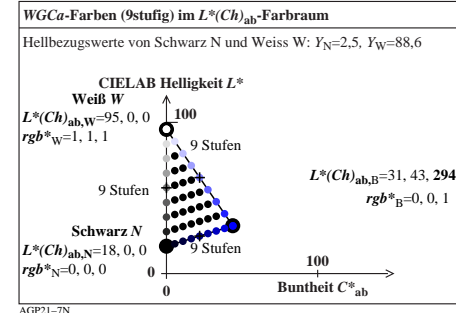 WGCa-Farben (9stufig) im L*(Ch)ab-Farbraum
Hellbezugswerte von Schwarz N und Weiss W: YN=2,5, YW=88,6
CIELAB Helligkeit L*
Weiß W
L*(Ch)ab,W=95, 0, 0
rgb*W=1, 1, 1
100
9 Stufen
9 Stufen
L*(Ch)ab,B=31, 43, 294
rgb*B=0, 0, 1
Schwarz N
L*(Ch)ab,N=18, 0, 0
rgb*N=0, 0, 0
9 Stufen
0
100
0
Buntheit C*ab
AGP21-7N